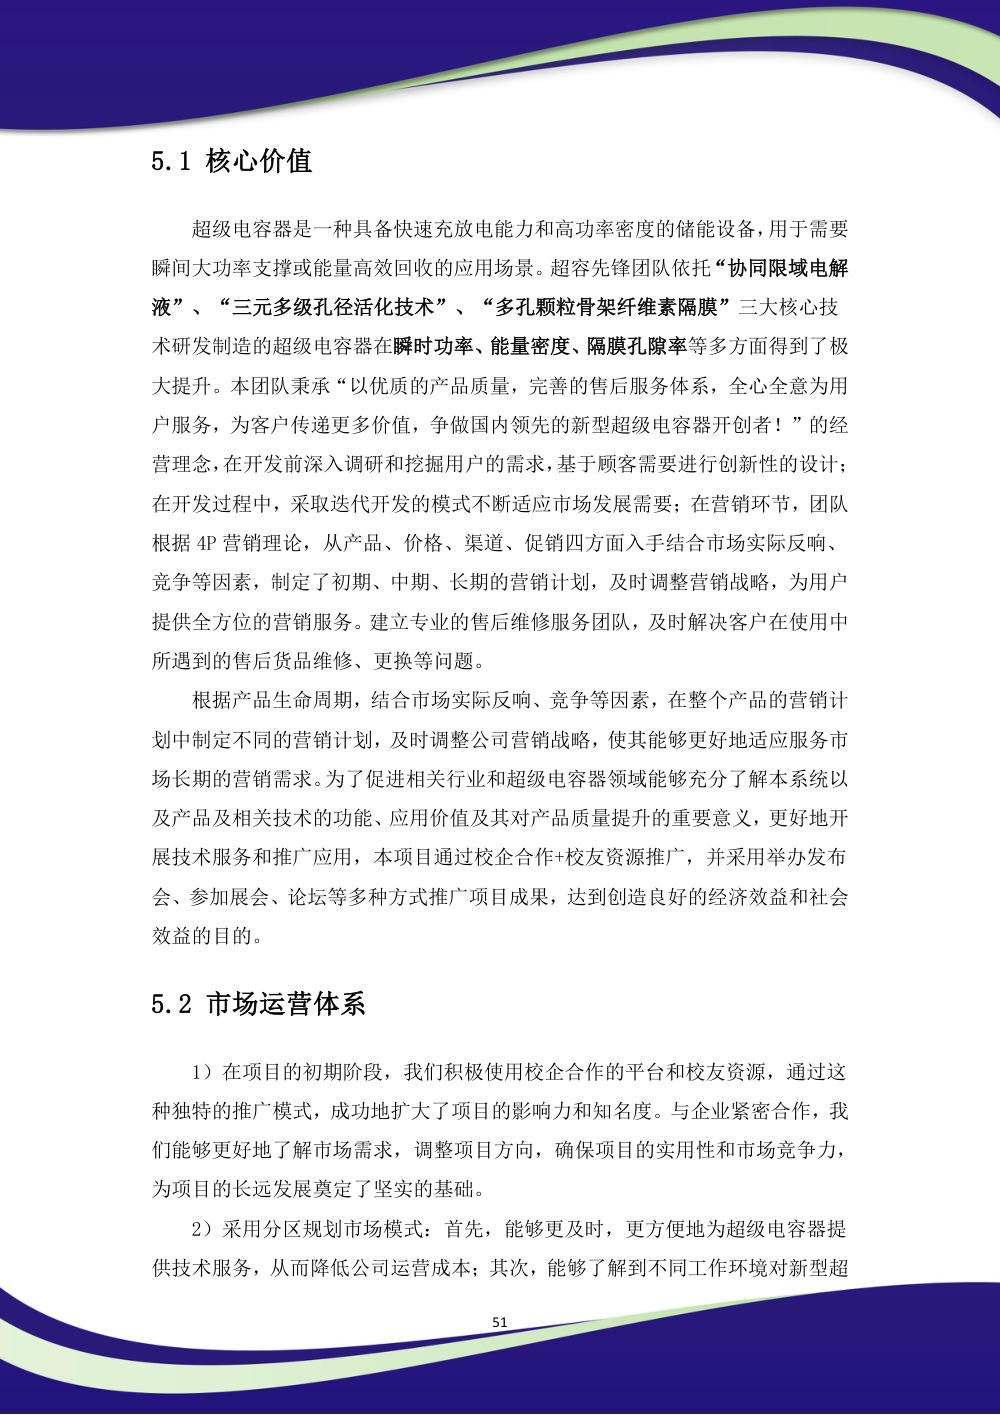 5.1 核心价值
超级电容器是一种具备快速充放电能力和高功率密度的储能设备，用于需要
瞬间大功率支撑或能量高效回收的应用场景。超容先锋团队依托“协同限域电解
液”、“三元多级孔径活化技术”、“多孔颗粒骨架纤维素隔膜”三大核心技
术研发制造的超级电容器在瞬时功率、能量密度、隔膜孔隙率等多方面得到了极
大提升。本团队秉承“以优质的产品质量，完善的售后服务体系，全心全意为用
户服务，为客户传递更多价值，争做国内领先的新型超级电容器开创者！”的经
营理念，在开发前深入调研和挖掘用户的需求，基于顾客需要进行创新性的设计；
在开发过程中，采取迭代开发的模式不断适应市场发展需要；在营销环节，团队
根据 4P 营销理论，从产品、价格、渠道、促销四方面入手结合市场实际反响、
竞争等因素，制定了初期、中期、长期的营销计划，及时调整营销战略，为用户
提供全方位的营销服务。建立专业的售后维修服务团队，及时解决客户在使用中
所遇到的售后货品维修、更换等问题。
根据产品生命周期，结合市场实际反响、竞争等因素，在整个产品的营销计
划中制定不同的营销计划，及时调整公司营销战略，使其能够更好地适应服务市
场长期的营销需求。为了促进相关行业和超级电容器领域能够充分了解本系统以
及产品及相关技术的功能、应用价值及其对产品质量提升的重要意义，更好地开
展技术服务和推广应用，本项目通过校企合作+校友资源推广，并采用举办发布
会、参加展会、论坛等多种方式推广项目成果，达到创造良好的经济效益和社会
效益的目的。
5.2 市场运营体系
1）在项目的初期阶段，我们积极使用校企合作的平台和校友资源，通过这
种独特的推广模式，成功地扩大了项目的影响力和知名度。与企业紧密合作，我
们能够更好地了解市场需求，调整项目方向，确保项目的实用性和市场竞争力，
为项目的长远发展奠定了坚实的基础。
2）采用分区规划市场模式：首先，能够更及时，更方便地为超级电容器提
供技术服务，从而降低公司运营成本；其次，能够了解到不同工作环境对新型超
51